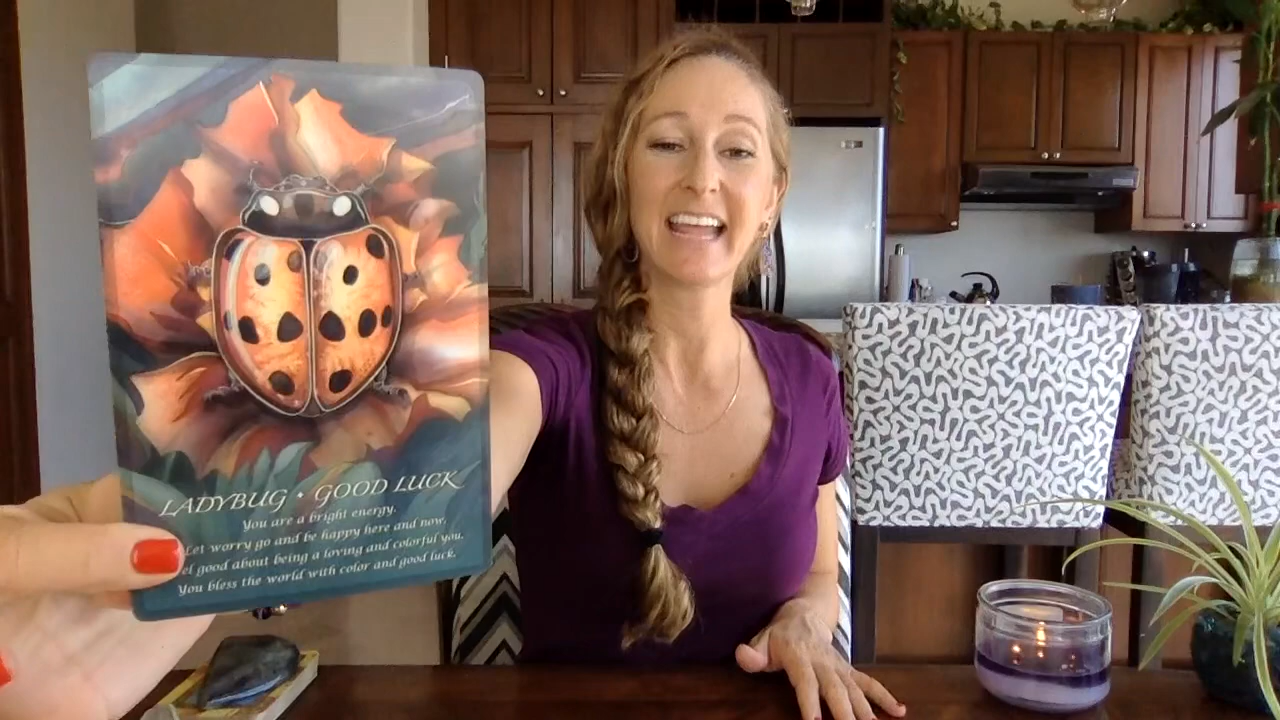 LADYBUG • GOOD LUCK
You are a bright energy.
Let worry go and be happy here and now.
el good about being a loving and colorful you.
You bless the world with color and good luck.